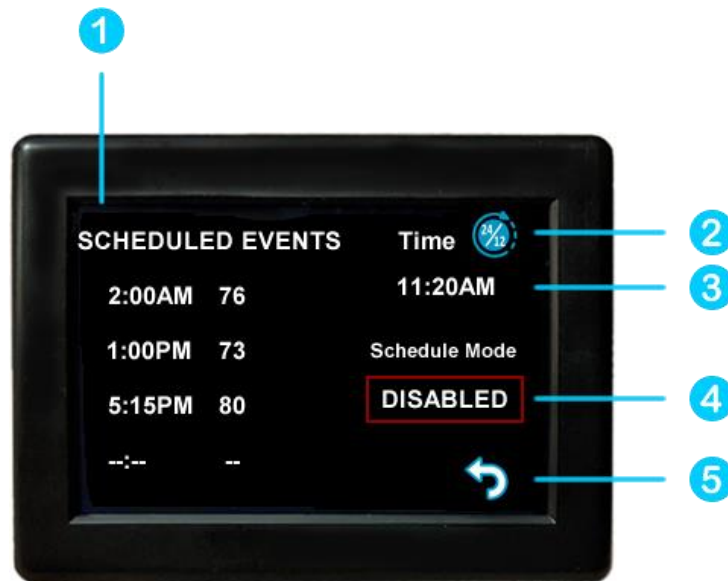 1
SCHEDULED EVENTS
2:00AM 76
1:00PM 73
5:15PM 80
--:-- --
Time 24/12
11:20AM
Schedule Mode
DISABLED
2
3
4
5